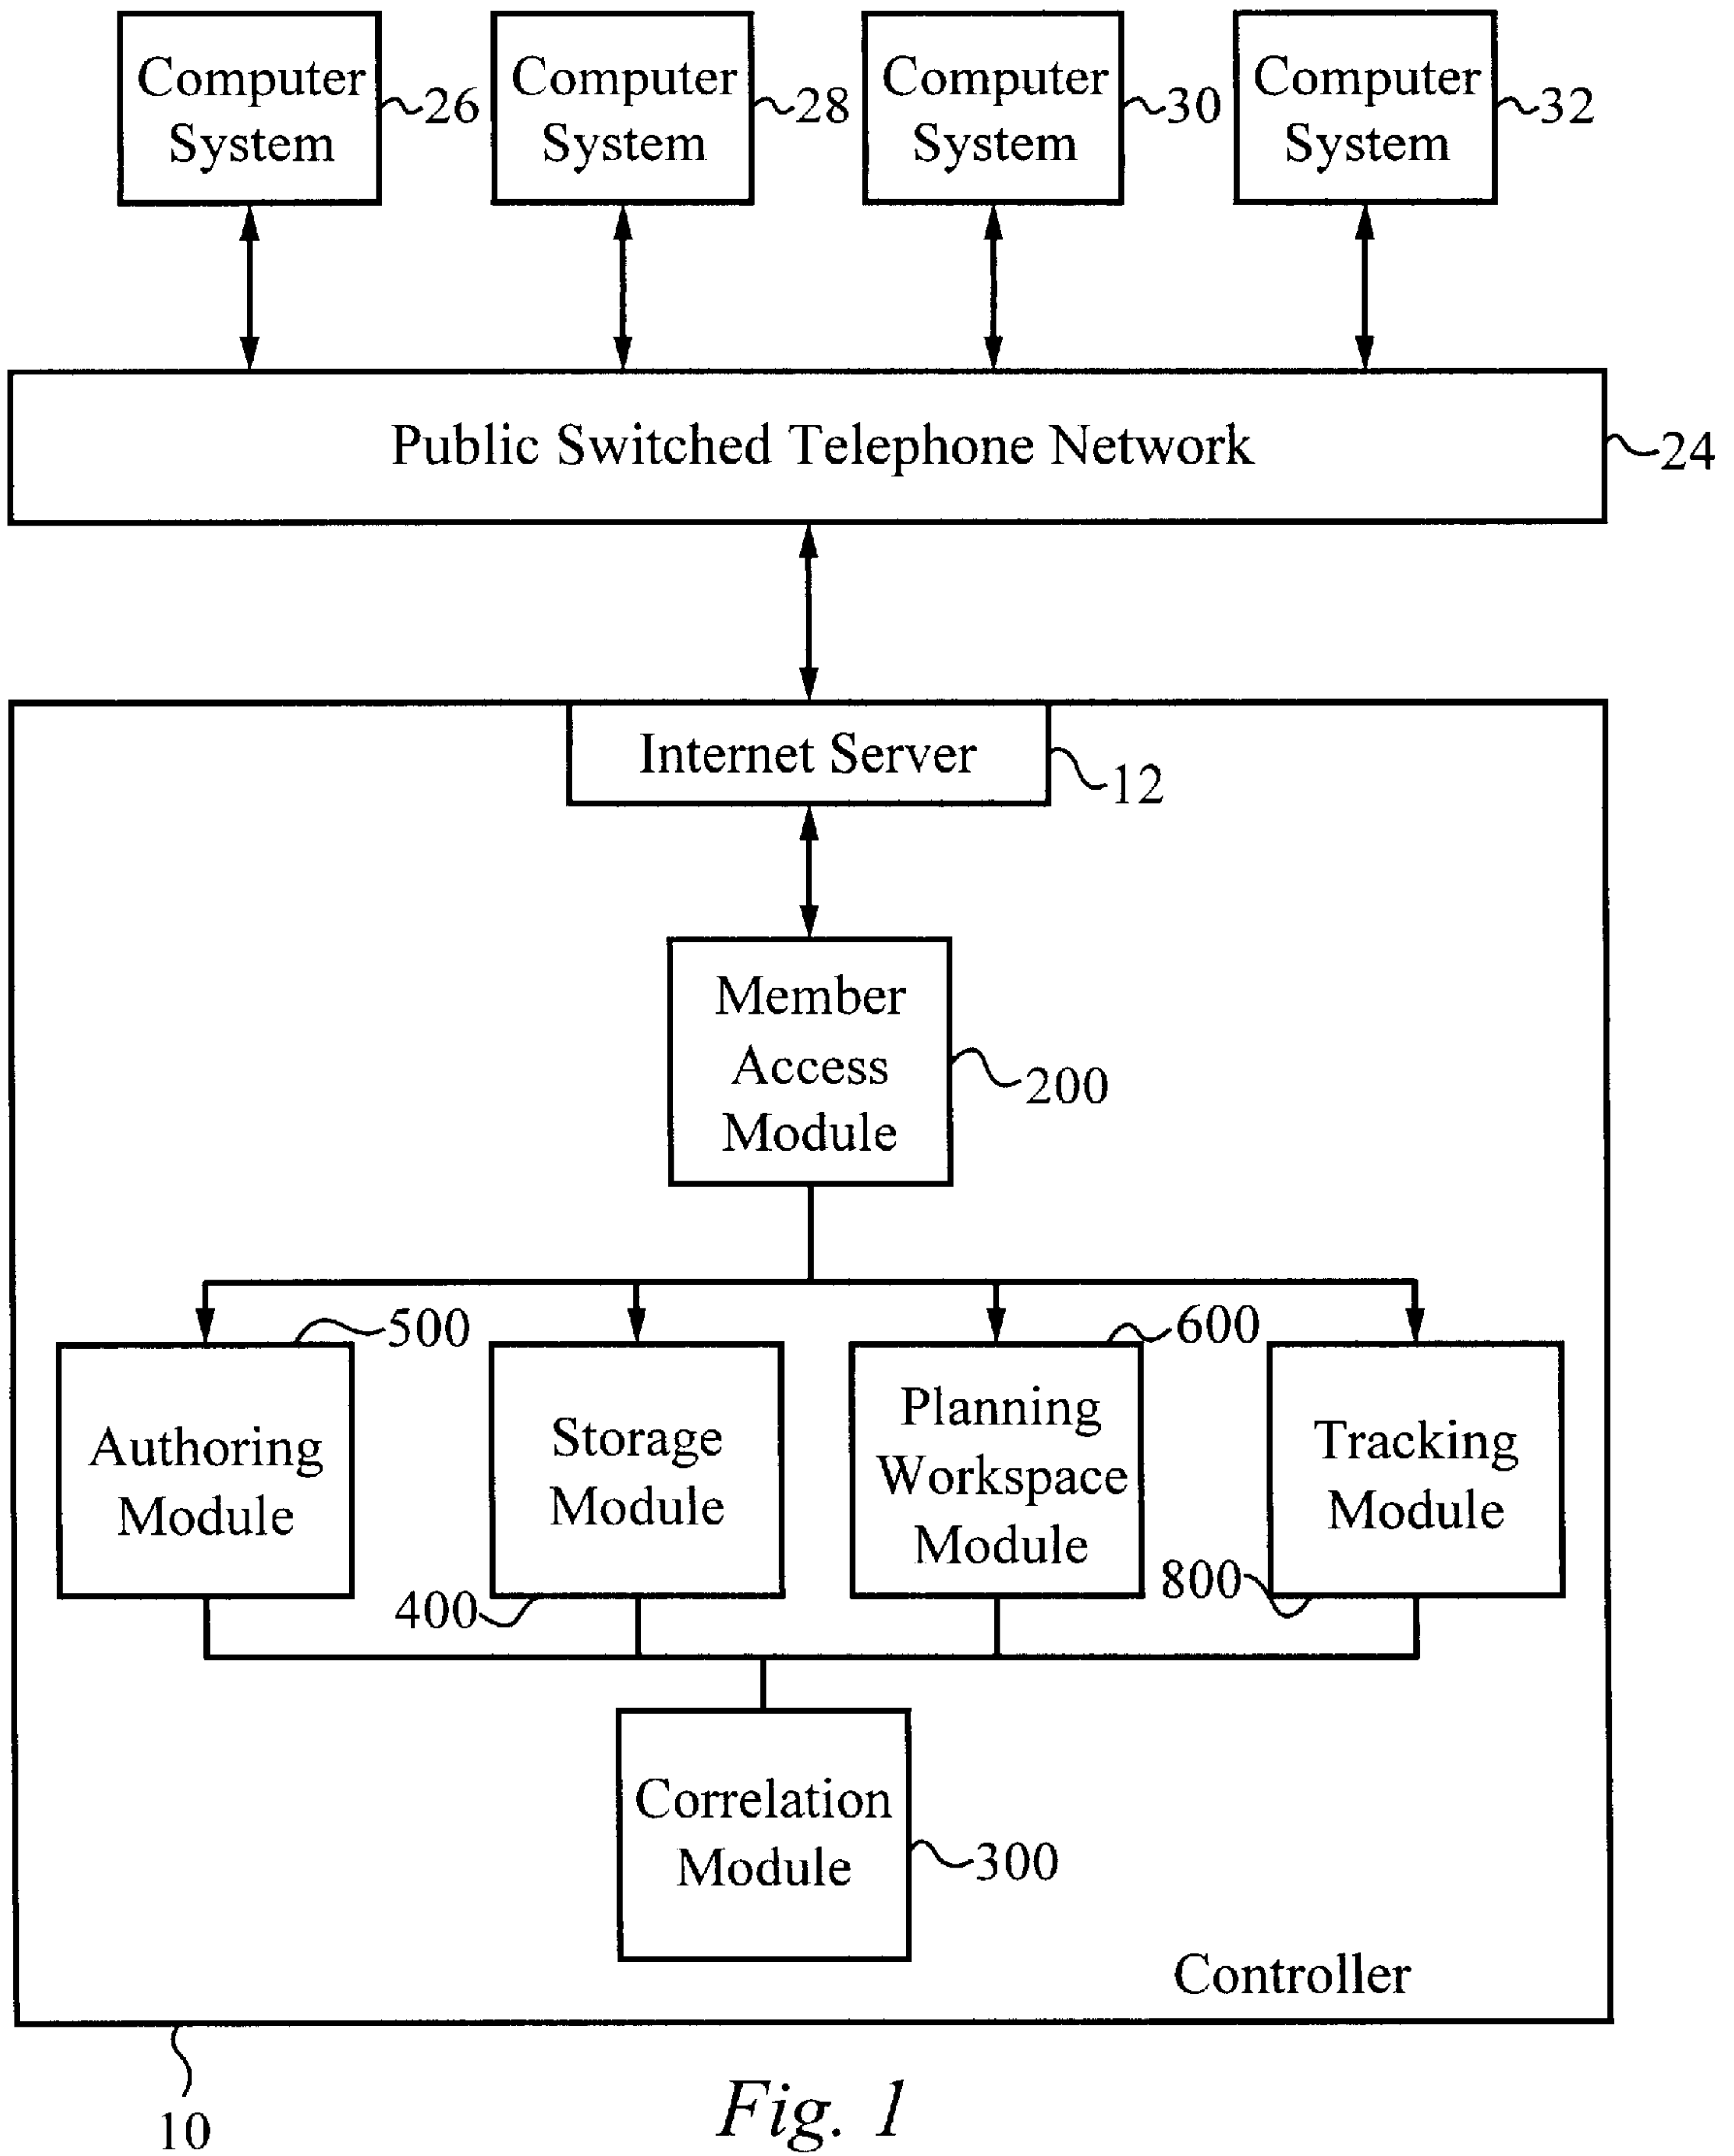 Computer
System
26
Computer
System
28
Computer
System
30
Computer
System
32
Public Switched Telephone Network
24
Internet Server
12
Member
Access
Module
200
500
600
Authoring
Module
Storage
Module
Planning
Workspace
Module
Tracking
Module
400
800
Correlation
Module
300
Controller
10
Fig. 1